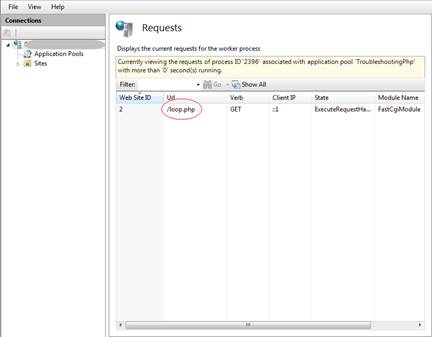 File View Help
Connections
Application Pools
Sites
Requests
Displays the current requests for the worker process
Currently viewing the requests of process ID '2396' associated with application pool 'TroubleshootingPhp'
with more than '0' second(s) running.
Filter: Go Show All
Web Site ID Url Verb Client IP State Module Name
2 /loop.php GET ::1 ExecuteRequestHa... FastCgiModule